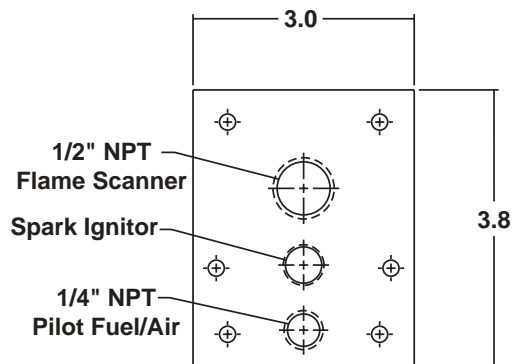 3.0
1/2" NPT
Flame Scanner
Spark Ignitor
3.8
1/4" NPT
Pilot Fuel/Air